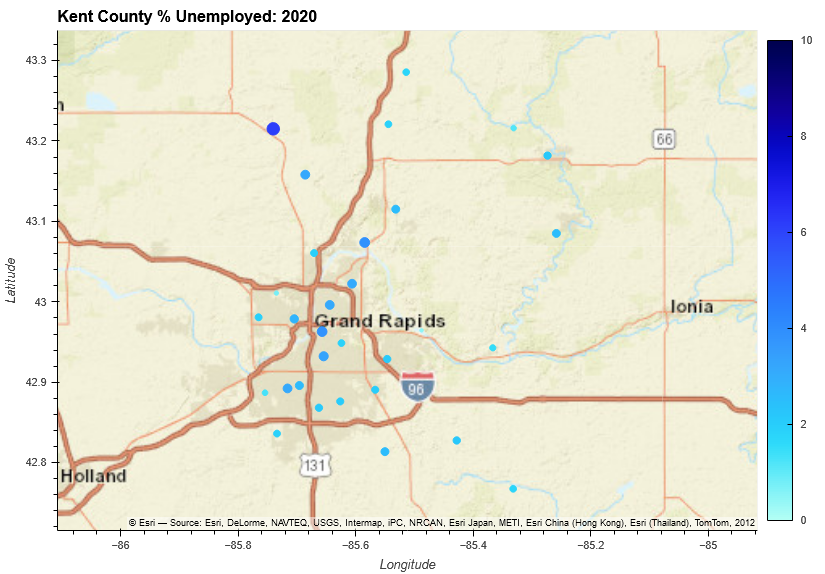 Kent County % Unemployed: 2020
10
43.3
n
8
43.2
66
6
43.1
Latitude
43
Ionia
Grand Rapids
4
42.9
96
2
42.8
131
Holland
© Esri — Source: Esri, DeLorme, NAVTEQ, USGS, Intermap, iPC, NRCAN, Esri Japan, METI, Esri China (Hong Kong), Esri (Thailand), TomTom, 2012
0
−86 −85.8 −85.6 −85.4 −85.2 −85
Longitude